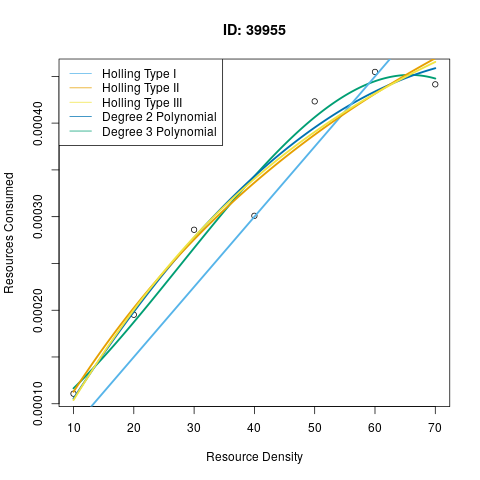 ID: 39955
Holling Type I
Holling Type II
Holling Type III
Degree 2 Polynomial
Degree 3 Polynomial
Resources Consumed
0.00040
0.00030
0.00020
0.00010
10 20 30 40 50 60 70
Resource Density